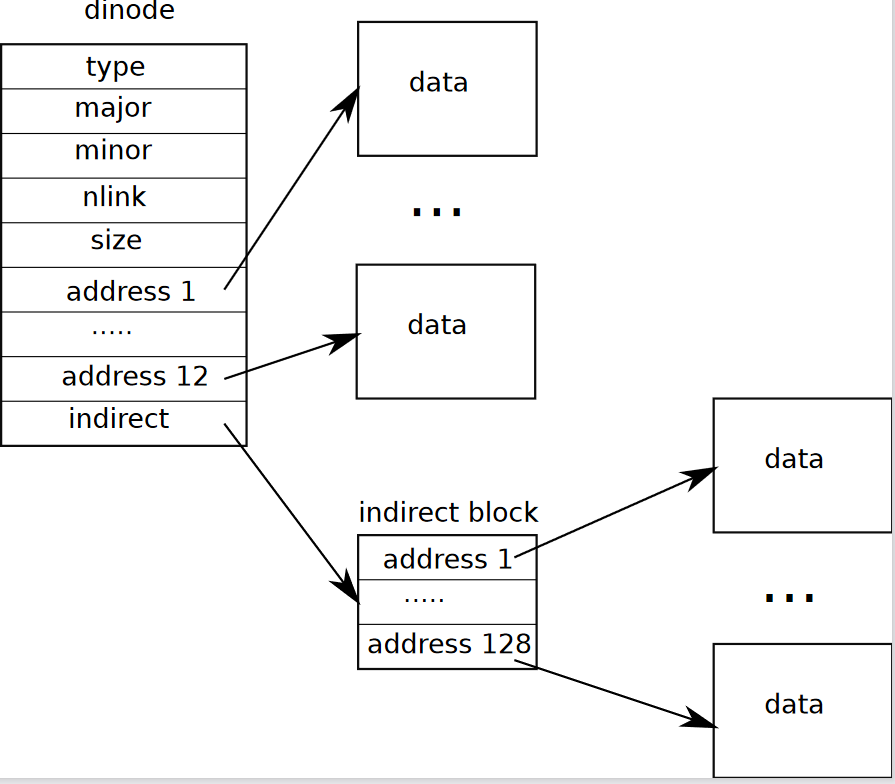 dinode
type
major
minor
nlink
size
address 1
.....
address 12
indirect
data
...
data
indirect block
address 1
.....
address 128
data
...
data